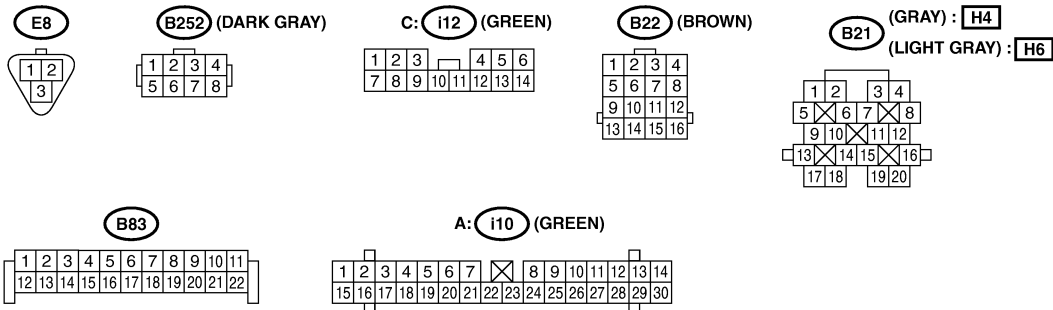 E8
1 2
3
B252 (DARK GRAY)
1 2 3 4
5 6 7 8
C: i12 (GREEN)
1 2 3 4 5 6
7 8 9 10 11 12 13 14
B22 (BROWN)
1 2 3 4
5 6 7 8
9 10 11 12
13 14 15 16
B21
(GRAY) : H4
(LIGHT GRAY) : H6
1 2 3 4
5 6 7 8
9 10 11 12
13 14 15 16
17 18 19 20
B83
1 2 3 4 5 6 7 8 9 10 11
12 13 14 15 16 17 18 19 20 21 22
A: i10 (GREEN)
1 2 3 4 5 6 7 8 9 10 11 12 13 14
15 16 17 18 19 20 21 22 23 24 25 26 27 28 29 30